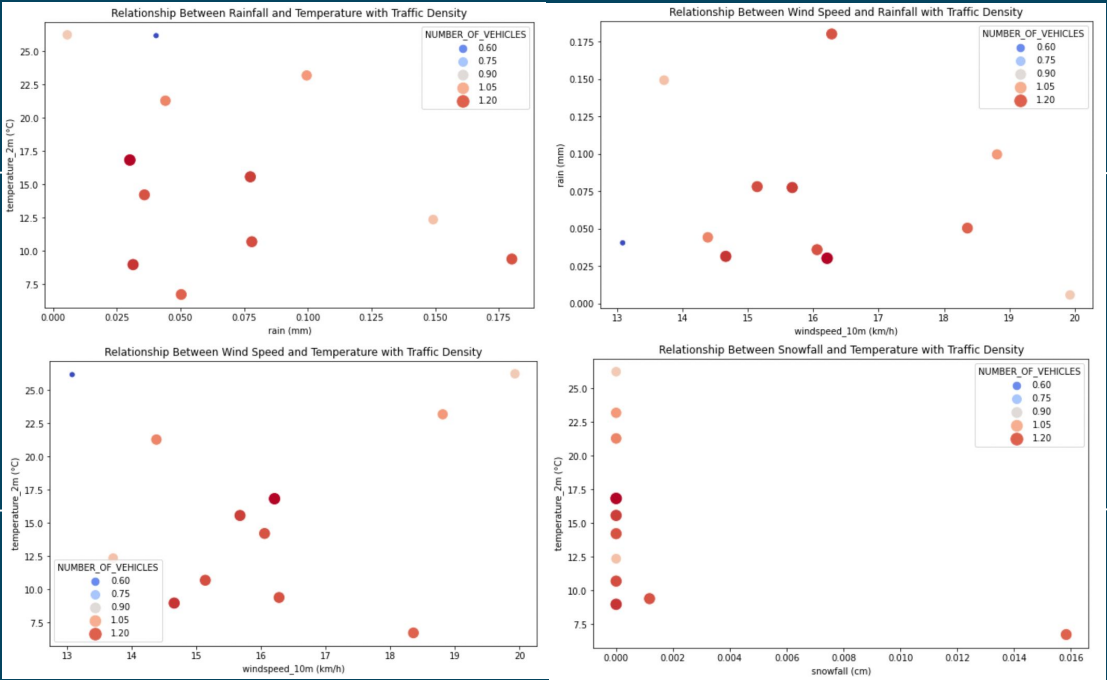 Relationship Between Rainfall and Temperature with Traffic Density
temperature_2m (°C)
25.0
22.5
20.0
17.5
15.0
12.5
10.0
7.5
NUMBER_OF_VEHICLES
0.60
0.75
0.90
1.05
1.20
0.000 0.025 0.050 0.075 0.100 0.125 0.150 0.175
rain (mm)
Relationship Between Wind Speed and Rainfall with Traffic Density
rain (mm)
0.175
0.150
0.125
0.100
0.075
0.050
0.025
0.000
NUMBER_OF_VEHICLES
0.60
0.75
0.90
1.05
1.20
13 14 15 16 17 18 19 20
windspeed_10m (km/h)
Relationship Between Wind Speed and Temperature with Traffic Density
temperature_2m (°C)
25.0
22.5
20.0
17.5
15.0
12.5
10.0
7.5
NUMBER_OF_VEHICLES
0.60
0.75
0.90
1.05
1.20
13 14 15 16 17 18 19 20
windspeed_10m (km/h)
Relationship Between Snowfall and Temperature with Traffic Density
temperature_2m (°C)
25.0
22.5
20.0
17.5
15.0
12.5
10.0
7.5
NUMBER_OF_VEHICLES
0.60
0.75
0.90
1.05
1.20
0.000 0.002 0.004 0.006 0.008 0.010 0.012 0.014 0.016
snowfall (cm)